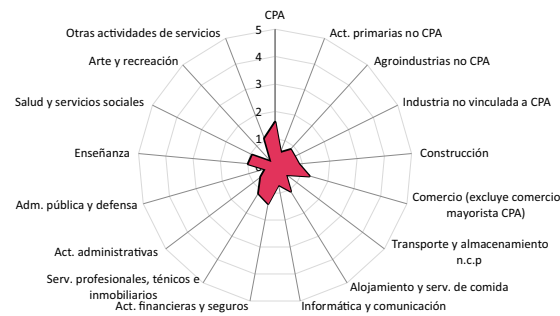 CPA
Act. primarias no CPA
Agroindustrias no CPA
Industria no vinculada a CPA
Construcción
Comercio (excluye comercio
mayorista CPA)
Transporte y almacenamiento
n.c.p
Alojamiento y serv. de comida
Informática y comunicación
Act. financieras y seguros
Serv. profesionales, ténicos e
inmobiliarios
Act. administrativas
Adm. pública y defensa
Enseñanza
Salud y servicios sociales
Arte y recreación
Otras actividades de servicios
5
4
3
2
1